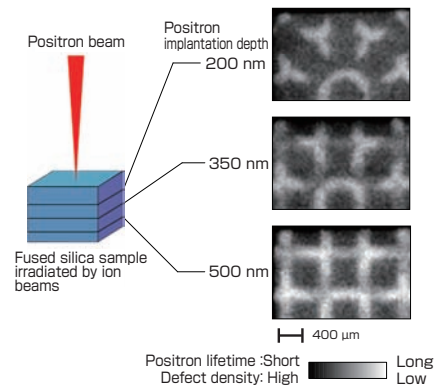 Positron beam
Positron
implantation depth
200 nm
350 nm
500 nm
Fused silica sample
irradiated by ion
beams
400 µm
Positron lifetime :Short
Long
Defect density: High
Low